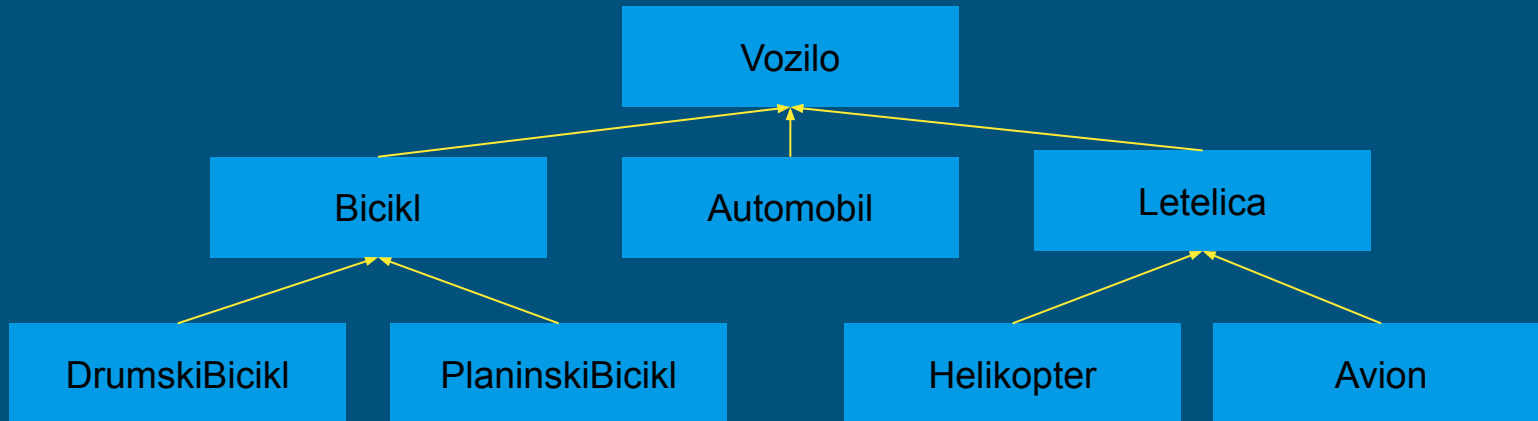 Vozilo
Bicikl
Automobil
Letelica
DrumskiBicikl
PlaninskiBicikl
Helikopter
Avion